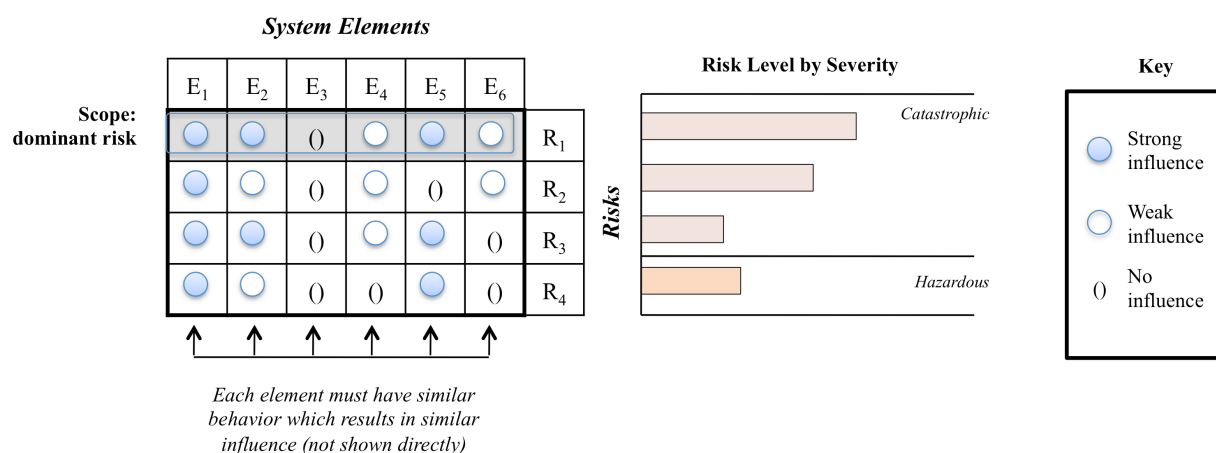 System Elements
E1 E2 E3 E4 E5 E6
Scope:
dominant risk
() R1
() () R2
() () R3
() () () R4
Each element must have similar
behavior which results in similar
influence (not shown directly)
Risk Level by Severity
Risks
Catastrophic
Hazardous
Key
Strong
influence
Weak
influence
() No
influence